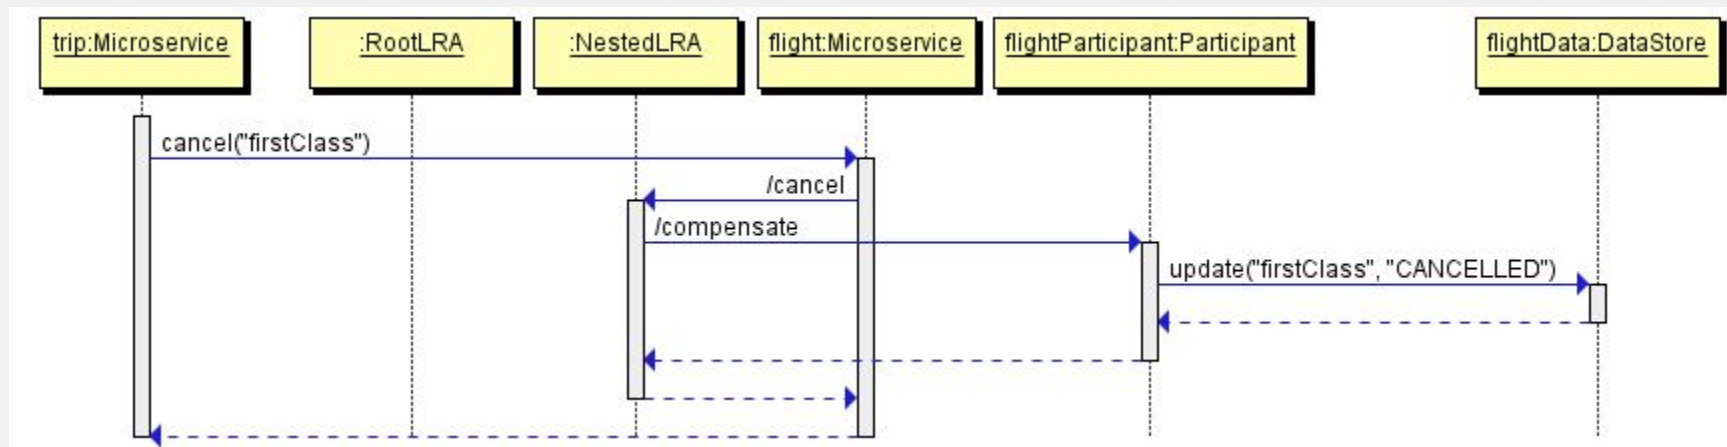 trip:Microservice
:RootLRA
:NestedLRA
flight:Microservice
flightParticipant:Participant
flightData:DataStore
cancel("firstClass")
/cancel
/compensate
update("firstClass", "CANCELLED")